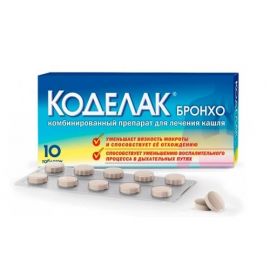 КОДЕЛАК® БРОНХО
комбинированный препарат для лечения кашля
УМЕНЬШАЕТ ВЯЗКОСТЬ МОКРОТЫ
И СПОСОБСТВУЕТ ЕЁ ОТХОЖДЕНИЮ
СПОСОБСТВУЕТ УМЕНЬШЕНИЮ ВОСПАЛИТЕЛЬНОГО
ПРОЦЕССА В ДЫХАТЕЛЬНЫХ ПУТЯХ
10
таблеток